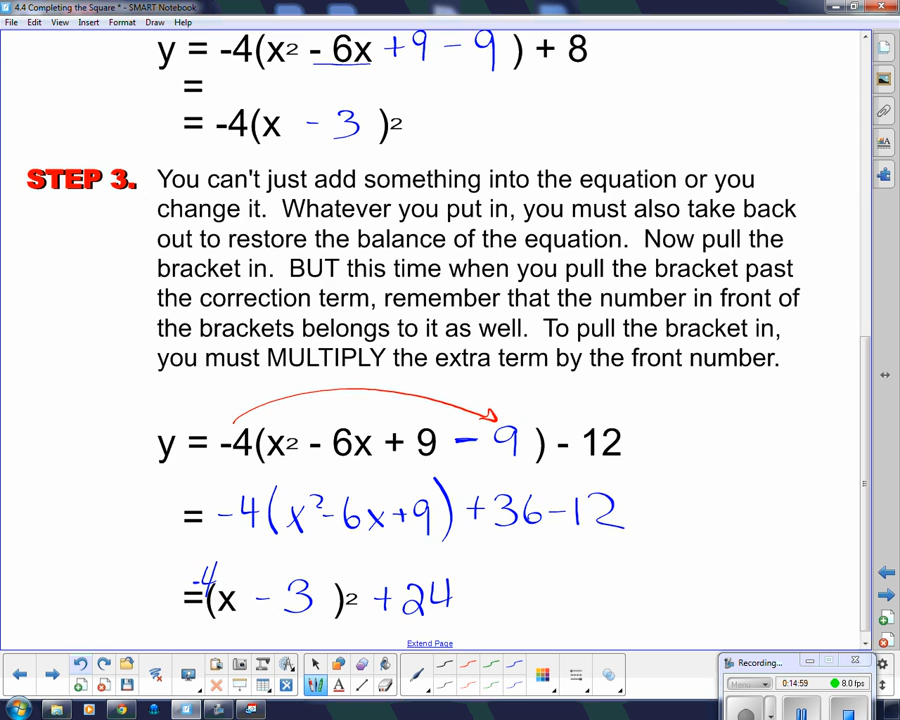 4.4 Completing the Square * - SMART Notebook
File Edit View Insert Format Draw Help
y = -4(x2 - 6x +9 - 9 ) + 8
=
= -4(x - 3 )2
STEP 3. You can't just add something into the equation or you
change it. Whatever you put in, you must also take back
out to restore the balance of the equation. Now pull the
bracket in. BUT this time when you pull the bracket past
the correction term, remember that the number in front of
the brackets belongs to it as well. To pull the bracket in,
you must MULTIPLY the extra term by the front number.
y = -4(x2 - 6x + 9 - 9 ) - 12
= -4(x²-6x+9) +36-12
=-4(x - 3 )2 +24
Extend Page
Recording...
Menu 0:14:59 8.0 fps